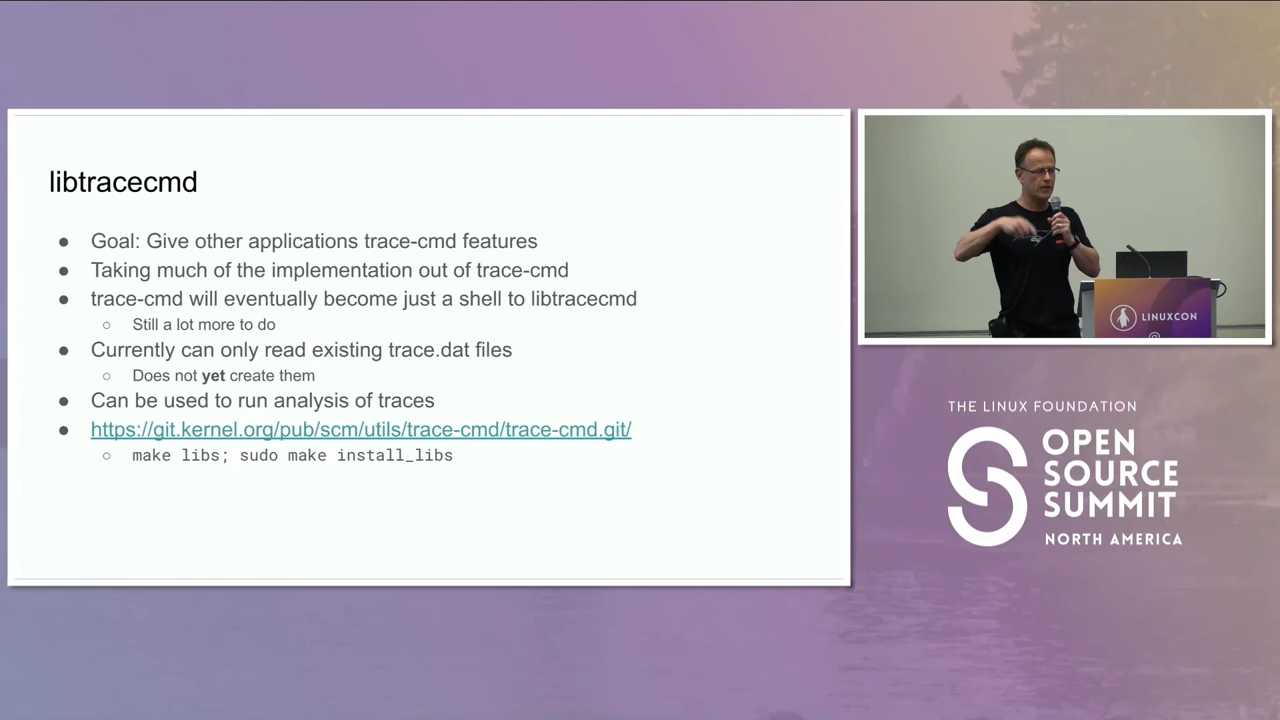 libtracecmd
● Goal: Give other applications trace-cmd features
● Taking much of the implementation out of trace-cmd
● trace-cmd will eventually become just a shell to libtracecmd
○ Still a lot more to do
● Currently can only read existing trace.dat files
○ Does not yet create them
● Can be used to run analysis of traces
● https://git.kernel.org/pub/scm/utils/trace-cmd/trace-cmd.git/
○ make libs; sudo make install_libs
LINUXCON
@
THE LINUX FOUNDATION
OPEN
SOURCE
SUMMIT
NORTH AMERICA